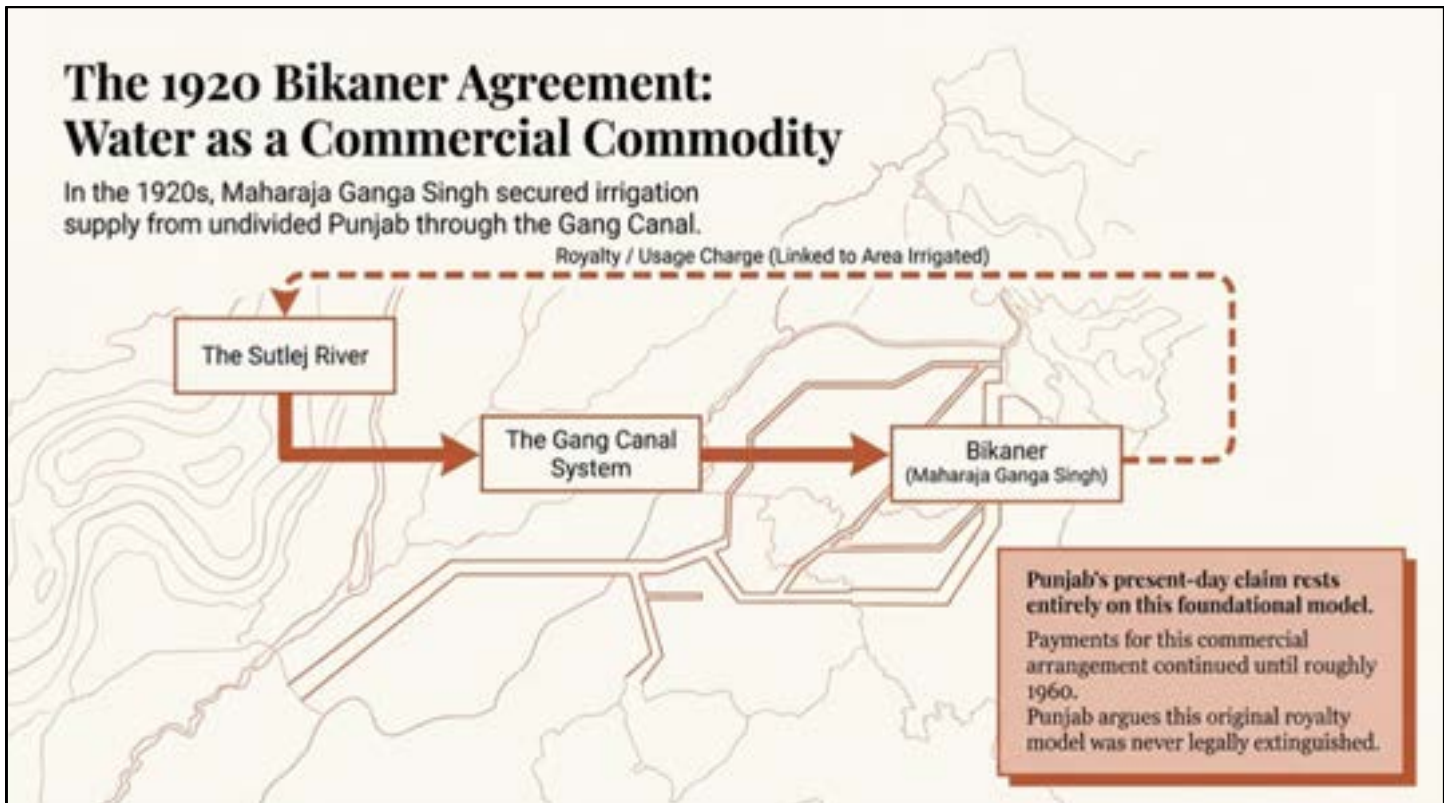 The 1920 Bikaner Agreement:
Water as a Commercial Commodity
In the 1920s, Maharaja Ganga Singh secured irrigation
supply from undivided Punjab through the Gang Canal.
Royalty / Usage Charge (Linked to Area Irrigated)
The Sutlej River
The Gang Canal
System
Bikaner
(Maharaja Ganga Singh)
Punjab's present-day claim rests
entirely on this foundational model.
Payments for this commercial
arrangement continued until roughly
1960.
Punjab argues this original royalty
model was never legally extinguished.